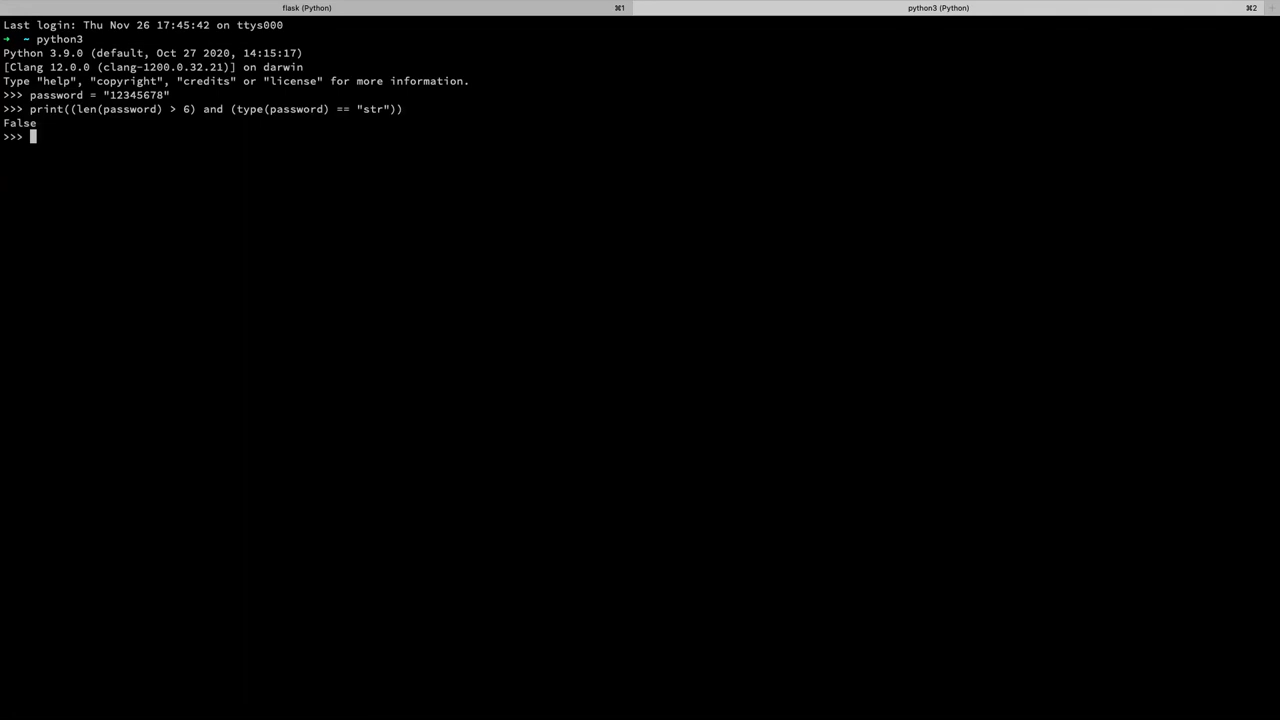 flask (Python) ⌘1 python3 (Python) ⌘2
Last login: Thu Nov 26 17:45:42 on ttys000
➜ ~ python3
Python 3.9.0 (default, Oct 27 2020, 14:15:17)
[Clang 12.0.0 (clang-1200.0.32.21)] on darwin
Type "help", "copyright", "credits" or "license" for more information.
>>> password = "12345678"
>>> print((len(password) > 6) and (type(password) == "str"))
False
>>>